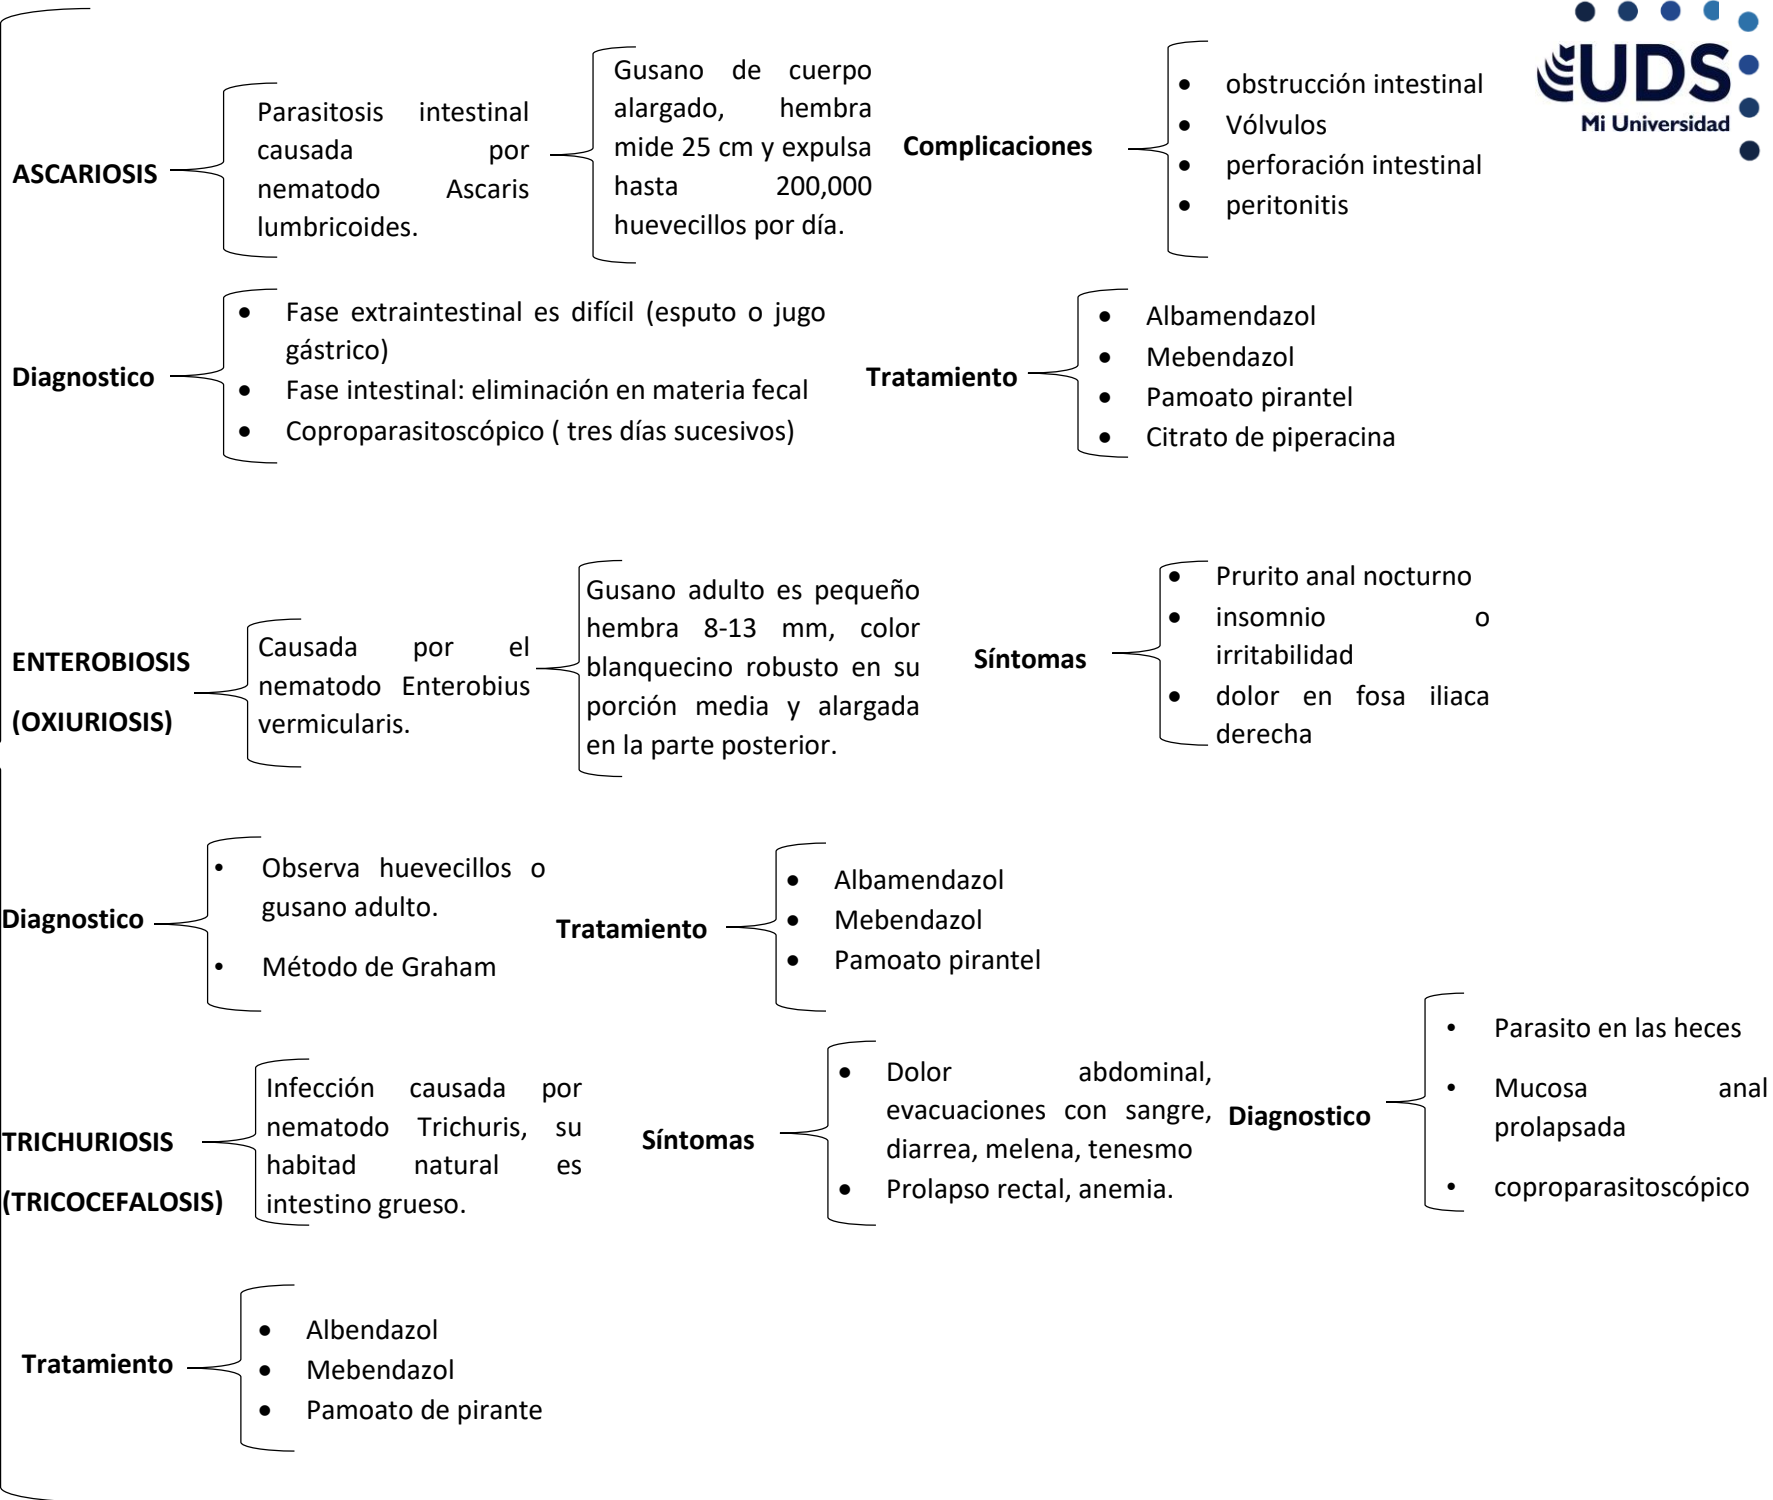 UDS
Mi Universidad
ASCARIOSIS
Parasitosis intestinal
causada por
nematodo Ascaris
lumbricoides.
Gusano de cuerpo
alargado, hembra
mide 25 cm y expulsa
hasta 200,000
huevecillos por día.
Complicaciones
• obstrucción intestinal
• Vólvulos
• perforación intestinal
• peritonitis
Diagnostico
• Fase extraintestinal es difícil (esputo o jugo
gástrico)
• Fase intestinal: eliminación en materia fecal
• Coproparasitoscópico ( tres días sucesivos)
Tratamiento
• Albamendazol
• Mebendazol
• Pamoato pirantel
• Citrato de piperacina
ENTEROBIOSIS
(OXIURIOSIS)
Causada por el
nematodo Enterobius
vermicularis.
Gusano adulto es pequeño
hembra 8-13 mm, color
blanquecino robusto en su
porción media y alargada
en la parte posterior.
Síntomas
• Prurito anal nocturno
• insomnio o
irritabilidad
• dolor en fosa iliaca
derecha
Diagnostico
• Observa huevecillos o
gusano adulto.
• Método de Graham
Tratamiento
• Albamendazol
• Mebendazol
• Pamoato pirantel
TRICHURIOSIS
(TRICOCEFALOSIS)
Infección causada por
nematodo Trichuris, su
habitad natural es
intestino grueso.
Síntomas
• Dolor abdominal,
evacuaciones con sangre,
diarrea, melena, tenesmo
• Prolapso rectal, anemia.
Diagnostico
• Parasito en las heces
• Mucosa anal
prolapsada
• coproparasitoscópico
Tratamiento
• Albendazol
• Mebendazol
• Pamoato de pirante